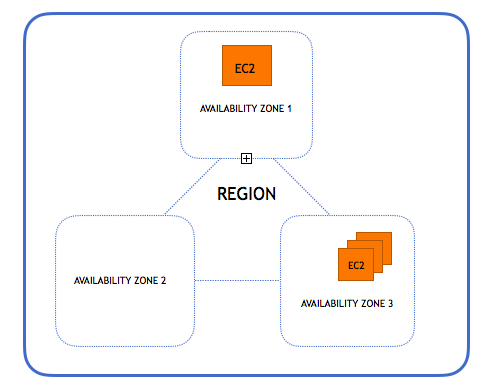 EC2
AVAILABILITY ZONE 1
REGION
AVAILABILITY ZONE 2
EC2
AVAILABILITY ZONE 3